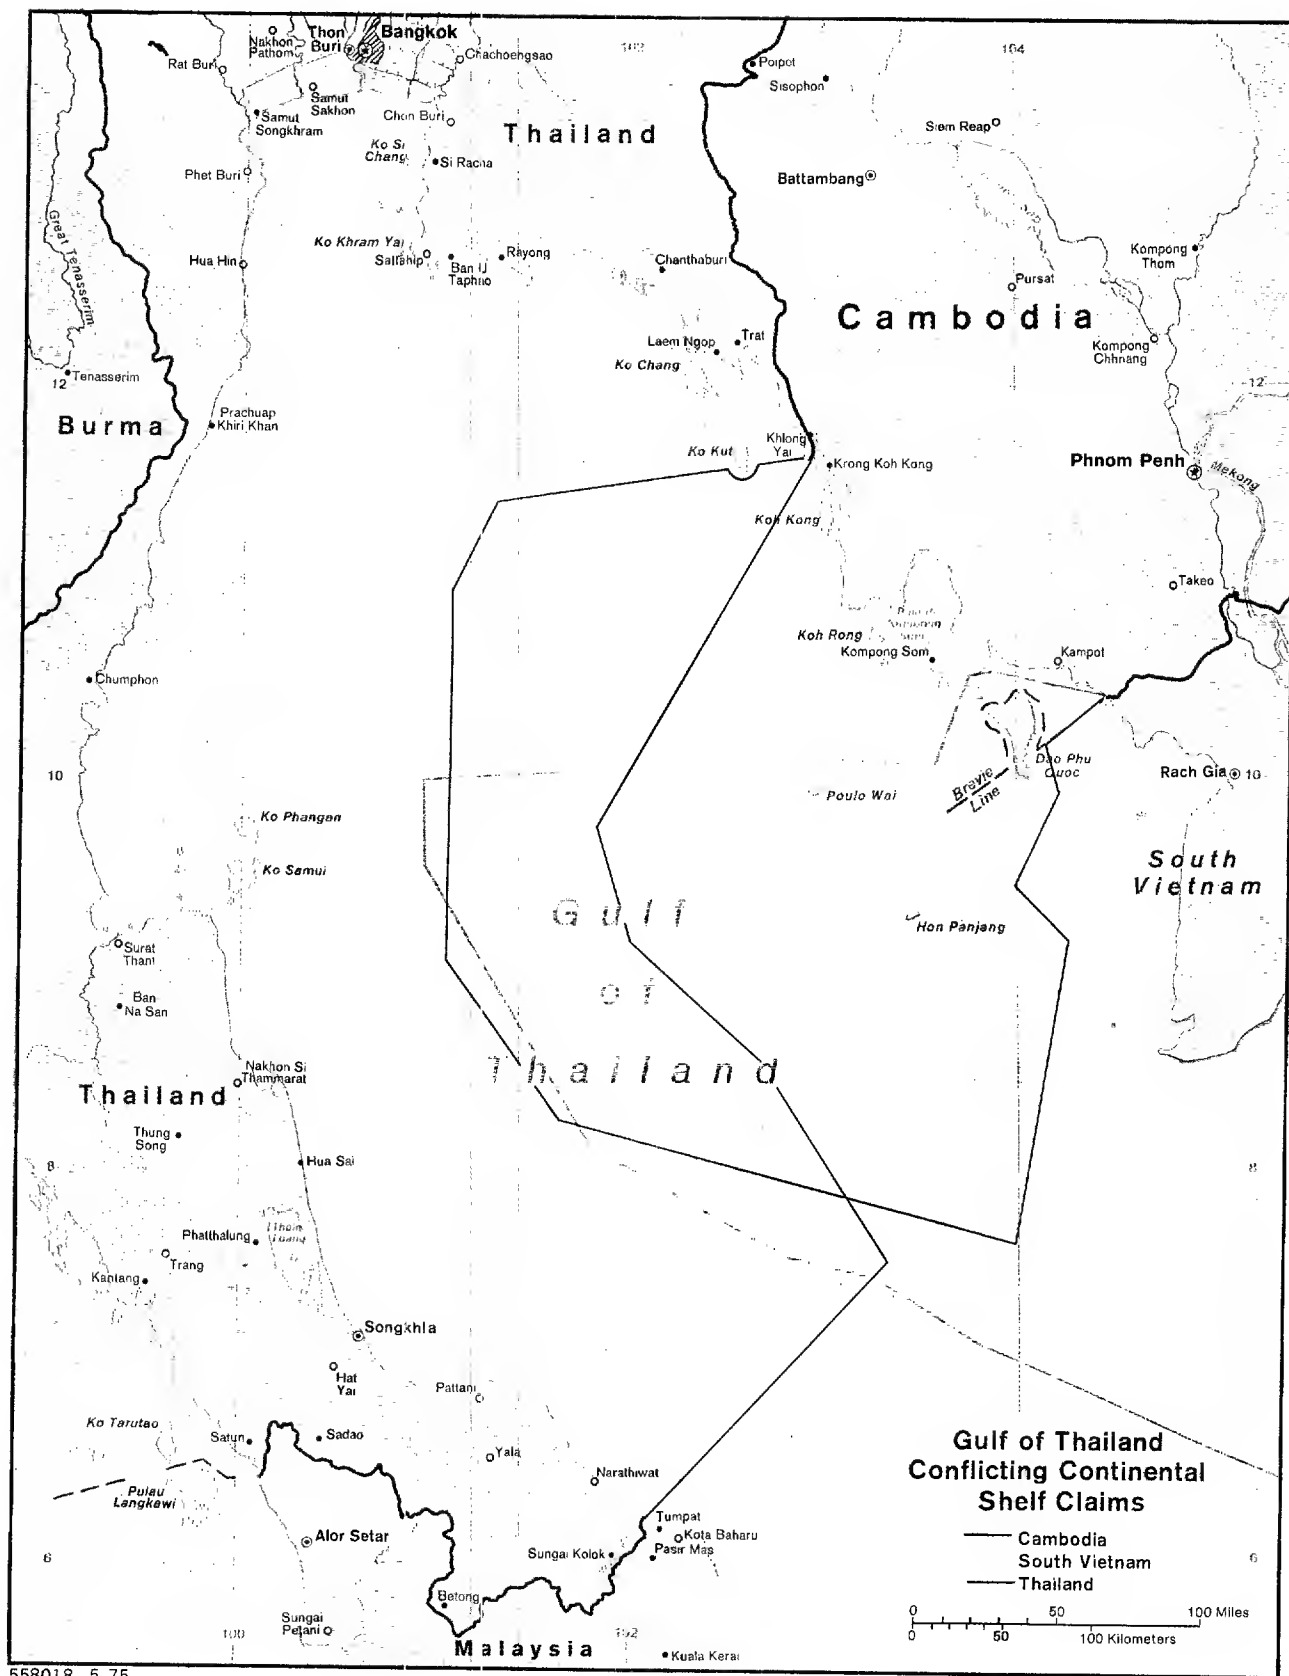 102
104
Nakhon
Pathom
Thon
Buri
Bangkok
Chachoengsao
Rat Buri
Samut
Sakhon
Samut
Songkhram
Chon Buri
Thailand
Poipot
Sisophon
Siem Reap
Ko Si
Chang
Si Racha
Phet Buri
Battambang
Great Tenasserim
Hua Hin
Ko Khram Yai
Sattahip
Ban
Taphao
Rayong
Chanthaburi
Kompong
Thom
Pursat
Cambodia
Laem Ngop
Trat
Ko Chang
Kompong
Chhnang
12
Tenasserim
12
Burma
Prachuap
Khiri Khan
Khlong
Yai
Ko Kut
Krong Koh Kong
Phnom Penh
Mekong
Koh Kong
Takeo
Koh Rong
Kompong Som
Kampot
Chumphon
10
Dao Phu
Quoc
Brevie
Line
Poulo Wai
Rach Gia
10
Ko Phangan
Ko Samui
South
Vietnam
Gulf
of
Thailand
Hon Panjang
Surat
Thani
Ban
Na San
Nakhon Si
Thammarat
Thailand
Thung
Song
8
Hua Sai
8
Phatthalung
Trang
Kantang
Songkhla
Hat
Yai
Pattani
Ko Tarutao
Satun
Sadao
Yala
Narathiwat
Pulau
Langkawi
Alor Setar
Tumpat
Kota Baharu
Pasir Mas
Sungai Kolok
6
6
Betong
Sungai
Petani
100
102
Malaysia
Kuala Kerai
Gulf of Thailand
Conflicting Continental
Shelf Claims
Cambodia
South Vietnam
Thailand
0 50 100 Miles
0 50 100 Kilometers
558018 5-75